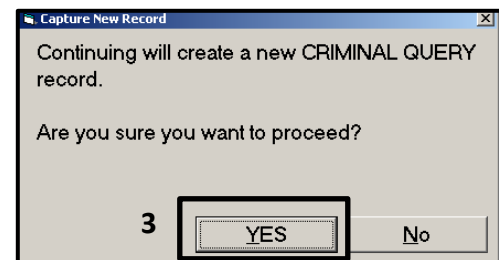 Capture New Record
Continuing will create a new CRIMINAL QUERY
record.
Are you sure you want to proceed?
3
YES No